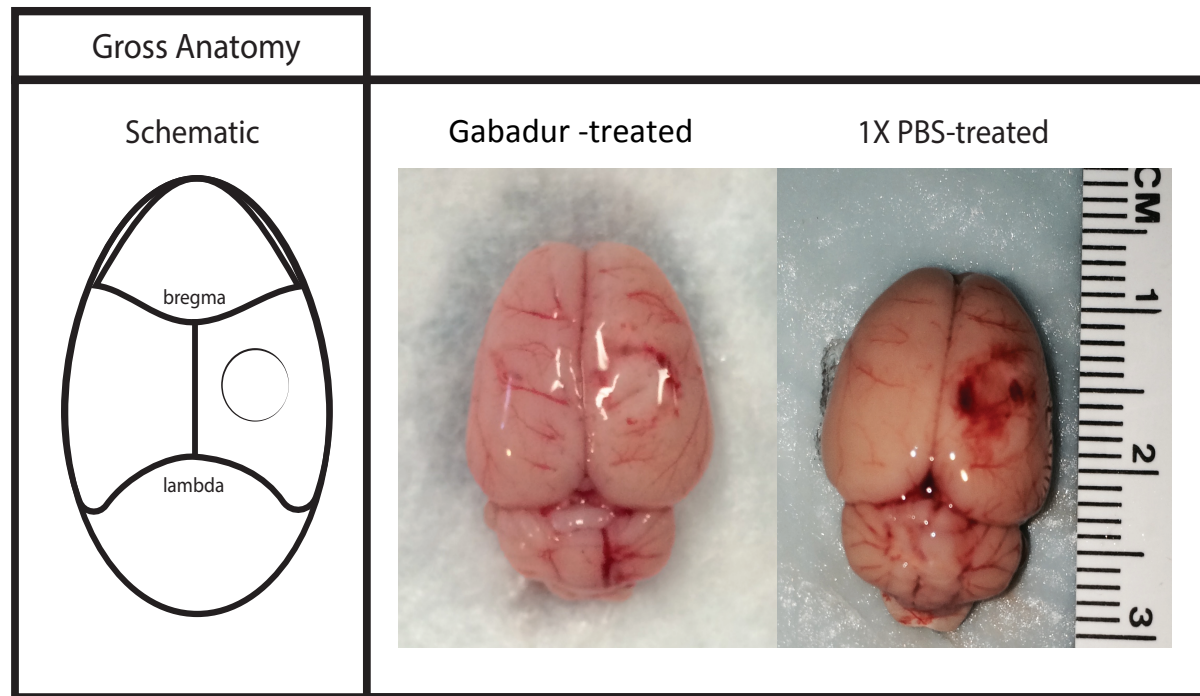 Gross Anatomy
Schematic
bregma
lambda
Gabadur -treated
1X PBS-treated
CM
1
2
3